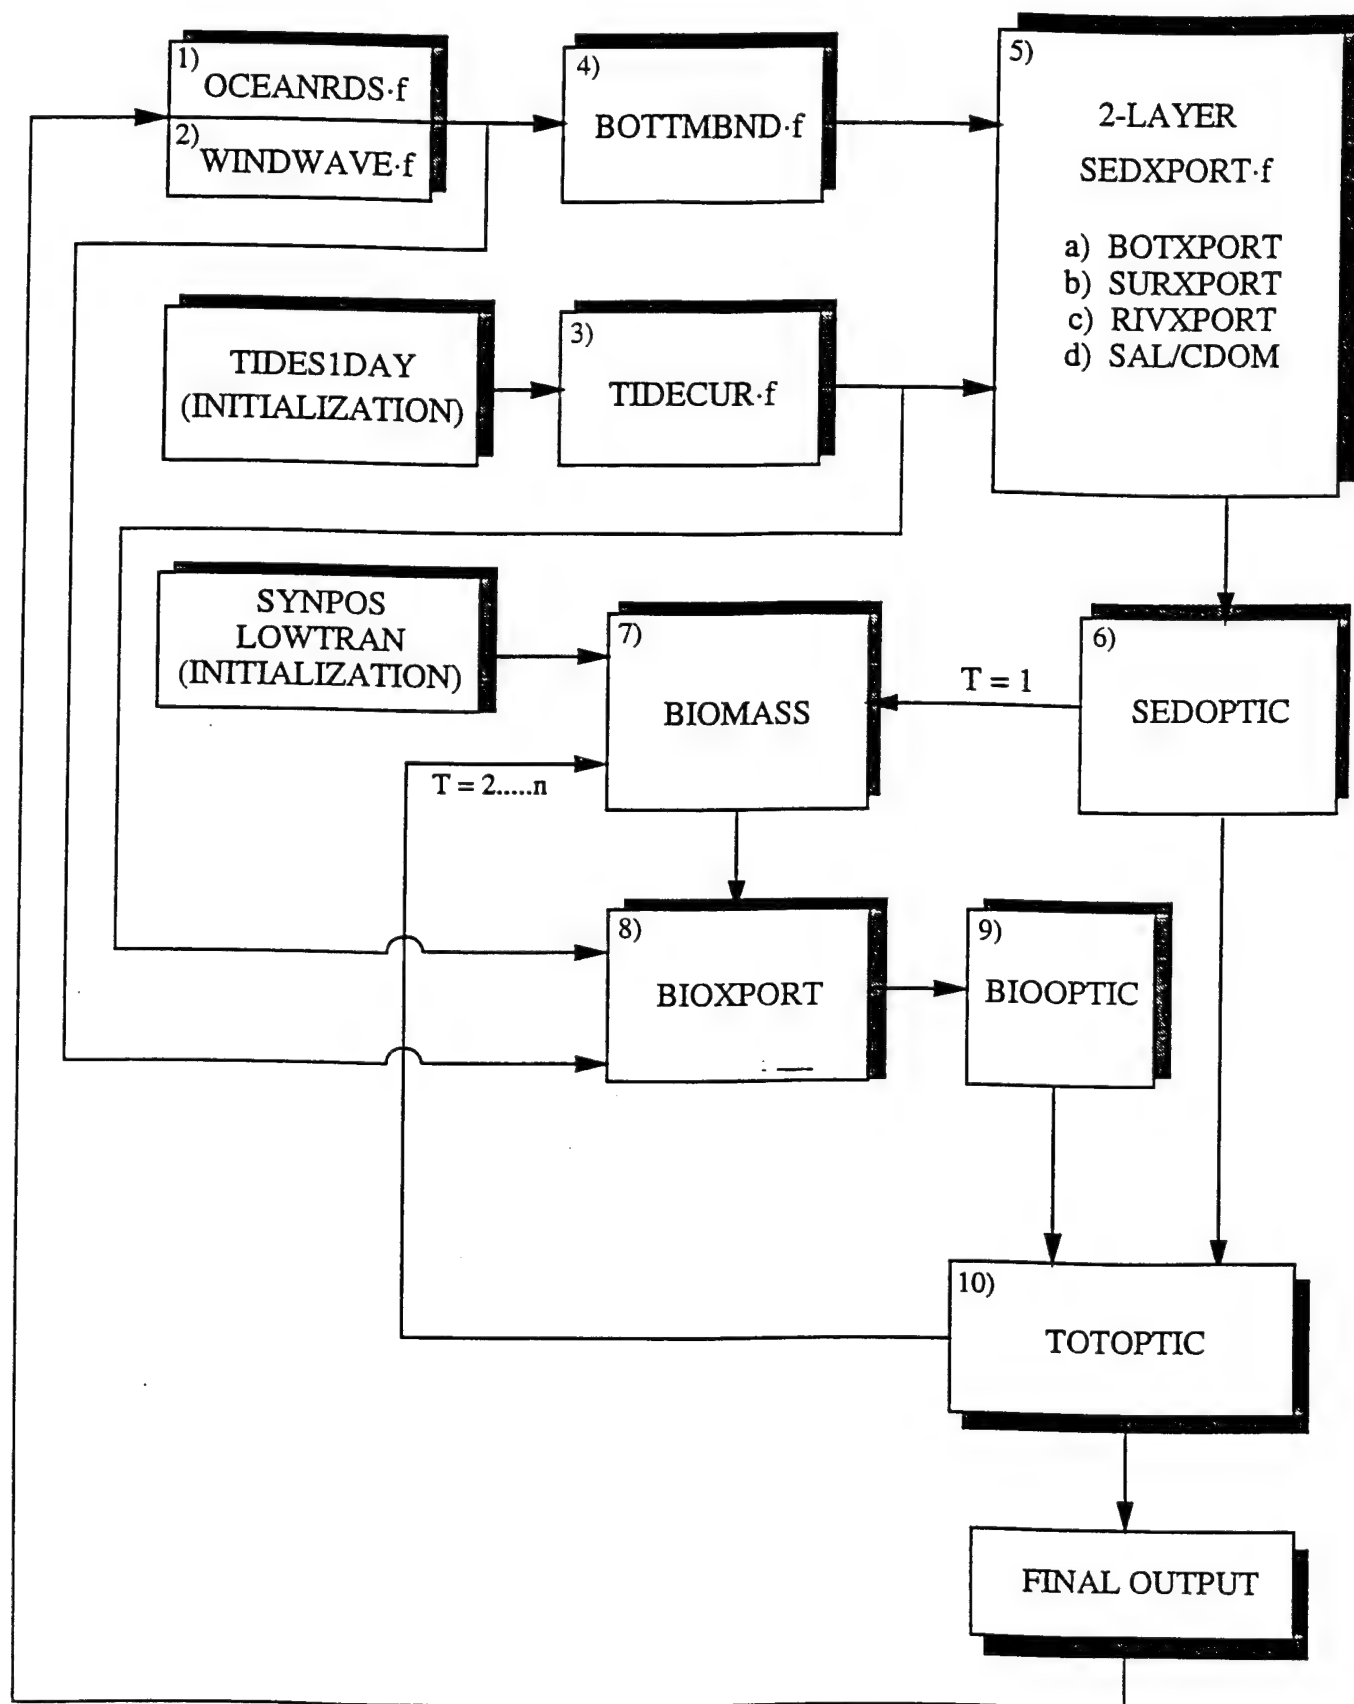 1)
OCEANRDS·f
2)
WINDWAVE·f
4)
BOTTMBND·f
5)
2-LAYER
SEDXPORT·f
a) BOTXPORT
b) SURXPORT
c) RIVXPORT
d) SAL/CDOM
TIDES1DAY
(INITIALIZATION)
3)
TIDECUR·f
SYNPOS
LOWTRAN
(INITIALIZATION)
7)
BIOMASS
T = 1
6)
SEDOPTIC
T = 2.....n
8)
BIOXPORT
9)
BIOOPTIC
10)
TOTOPTIC
FINAL OUTPUT